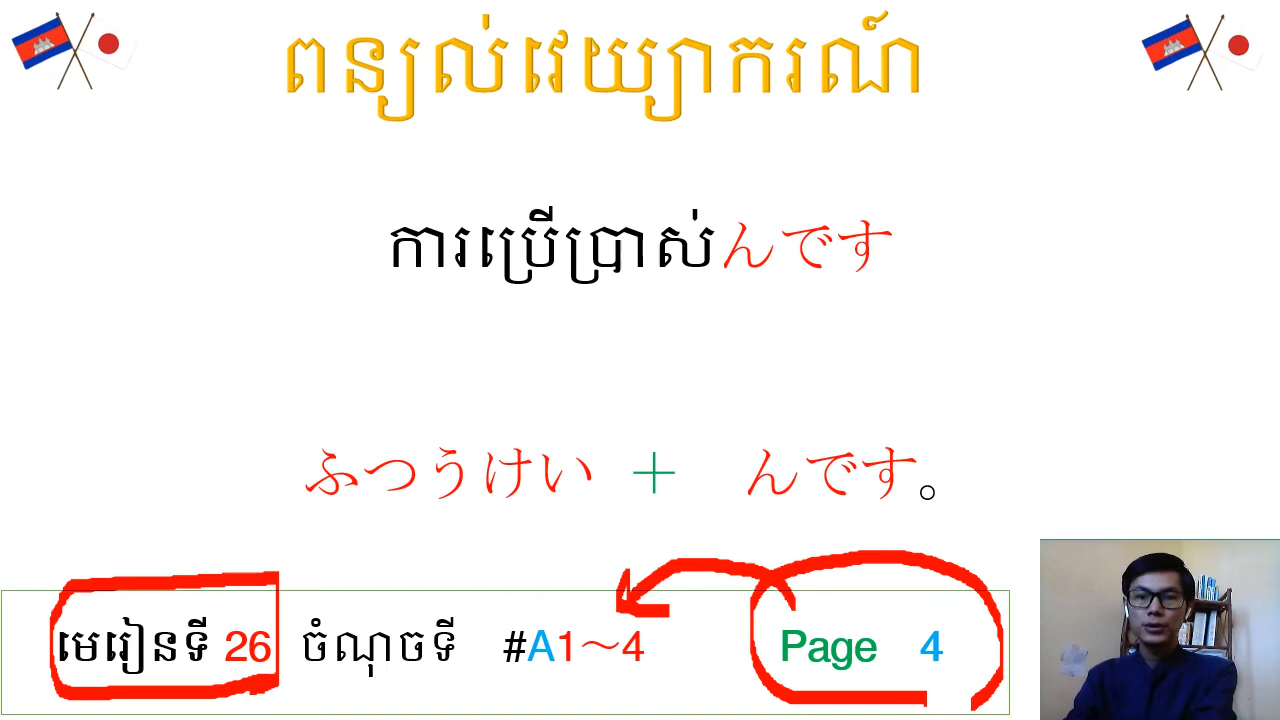 ពន្យល់វេយ្យាករណ៍
ការប្រើប្រាស់んです
ふつうけい ＋ んです。
មេរៀនទី 26 ចំណុចទី #A1～4 Page 4